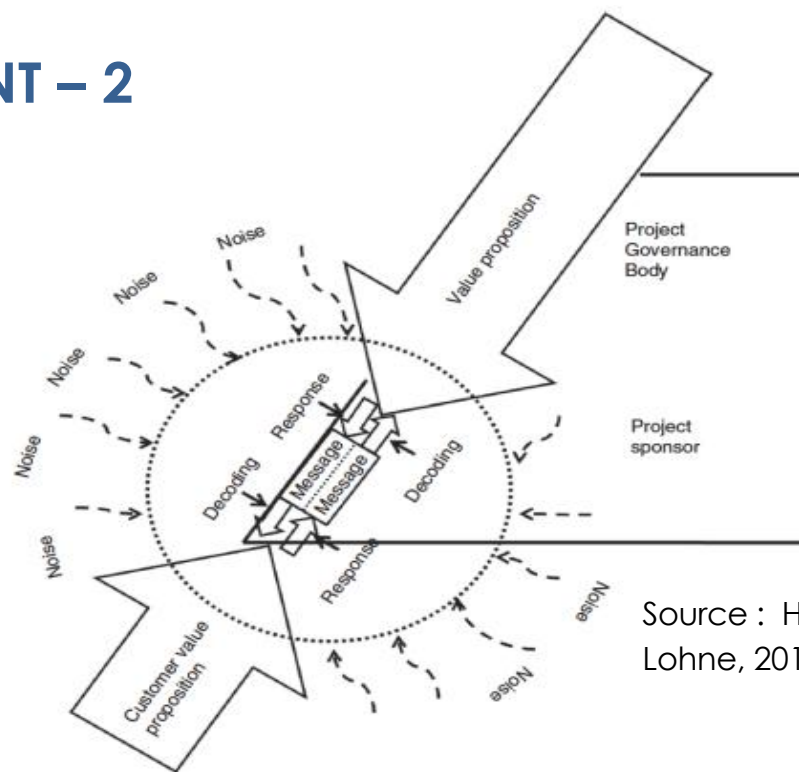 NT – 2
Noise
Noise
Noise
Noise
Noise
Value proposition
Project
Governance
Body
Response
Decoding
Message
Message
Decoding
Response
Project
sponsor
Customer value
proposition
Noise
Noise
Source : H
Lohne, 201